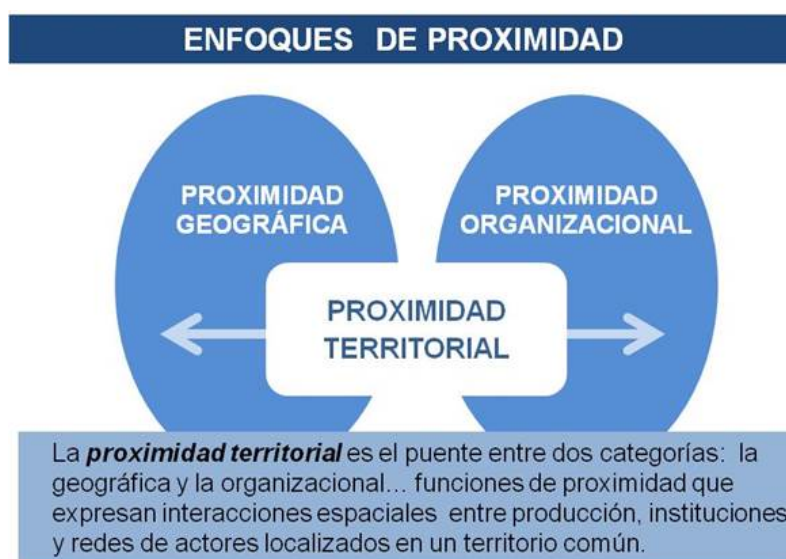 ENFOQUES DE PROXIMIDAD
PROXIMIDAD
GEOGRÁFICA
PROXIMIDAD
ORGANIZACIONAL
PROXIMIDAD
TERRITORIAL
La proximidad territorial es el puente entre dos categorías: la
geográfica y la organizacional... funciones de proximidad que
expresan interacciones espaciales entre producción, instituciones
y redes de actores localizados en un territorio común.